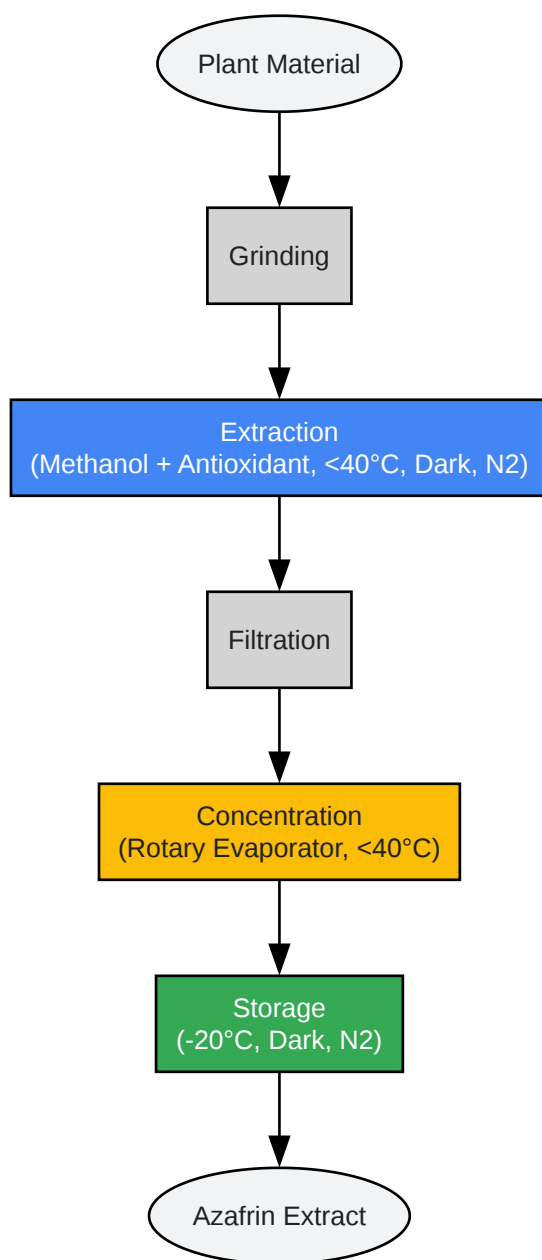 Plant Material
Grinding
Extraction
(Methanol + Antioxidant, <40°C, Dark, N2)
Filtration
Concentration
(Rotary Evaporator, <40°C)
Storage
(-20°C, Dark, N2)
Azafrin Extract